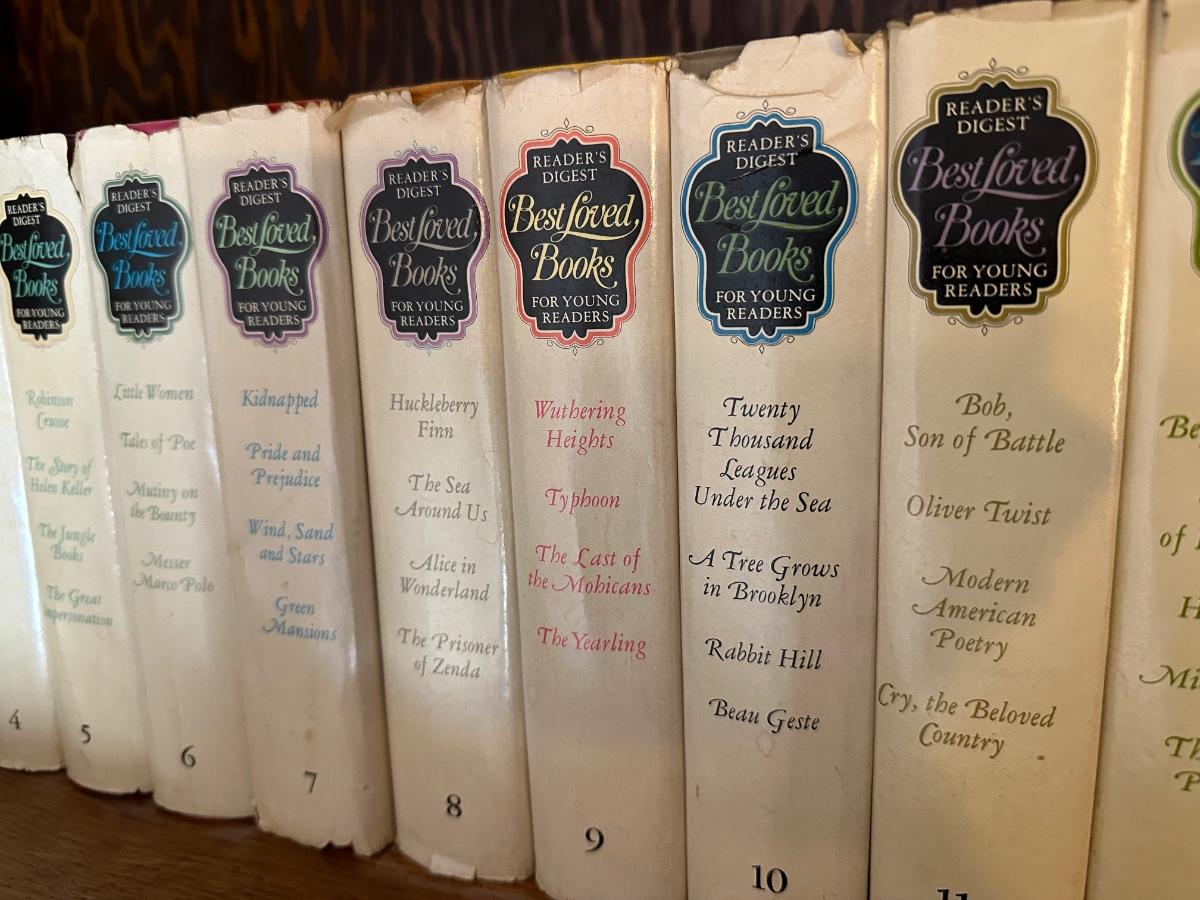 READER'S
DIGEST
Best Loved
Books
FOR YOUNG
READERS
Robinson
Crusoe
The Story of
Helen Keller
The Jungle
Books
The Great
Impersonation
4
5
READER'S
DIGEST
Best Loved
Books
FOR YOUNG
READERS
Little Women
Tales of Poe
Mutiny on
the Bounty
Messer
Marco Polo
6
READER'S
DIGEST
Best Loved
Books
FOR YOUNG
READERS
Kidnapped
Pride and
Prejudice
Wind, Sand
and Stars
Green
Mansions
7
READER'S
DIGEST
Best Loved
Books
FOR YOUNG
READERS
Huckleberry
Finn
The Sea
Around Us
Alice in
Wonderland
The Prisoner
of Zenda
8
READER'S
DIGEST
Best Loved
Books
FOR YOUNG
READERS
Wuthering
Heights
Typhoon
The Last of
the Mohicans
The Yearling
9
READER'S
DIGEST
Best Loved
Books
FOR YOUNG
READERS
Twenty
Thousand
Leagues
Under the Sea
A Tree Grows
in Brooklyn
Rabbit Hill
Beau Geste
10
READER'S
DIGEST
Best Loved
Books
FOR YOUNG
READERS
Bob,
Son of Battle
Oliver Twist
Modern
American
Poetry
Cry, the Beloved
Country
11
Be
of
H
Mi
Th
P